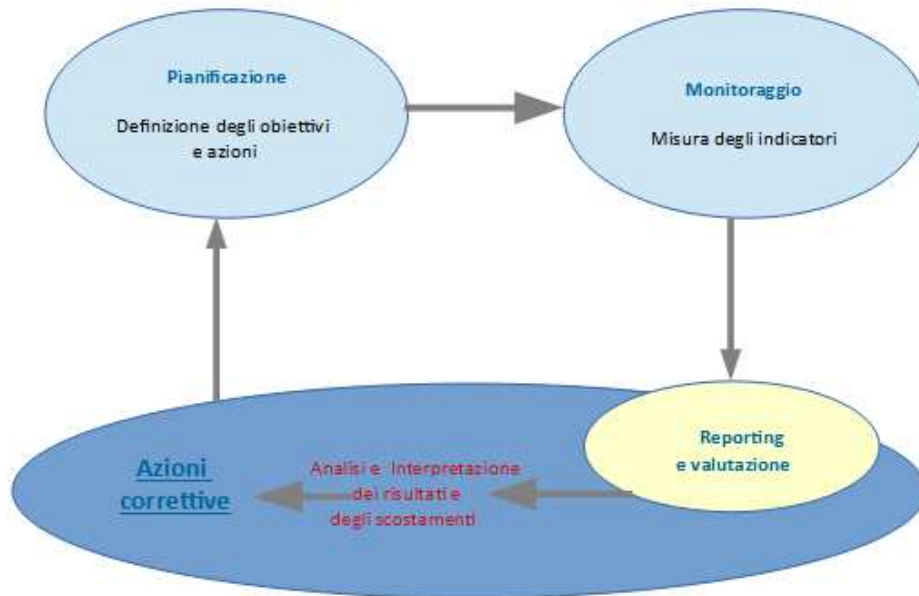 Pianificazione
Definizione degli obiettivi
e azioni
Monitoraggio
Misura degli indicatori
Reporting
e valutazione
Analisi e Interpretazione
dei risultati e
degli scostamenti
Azioni
correttive